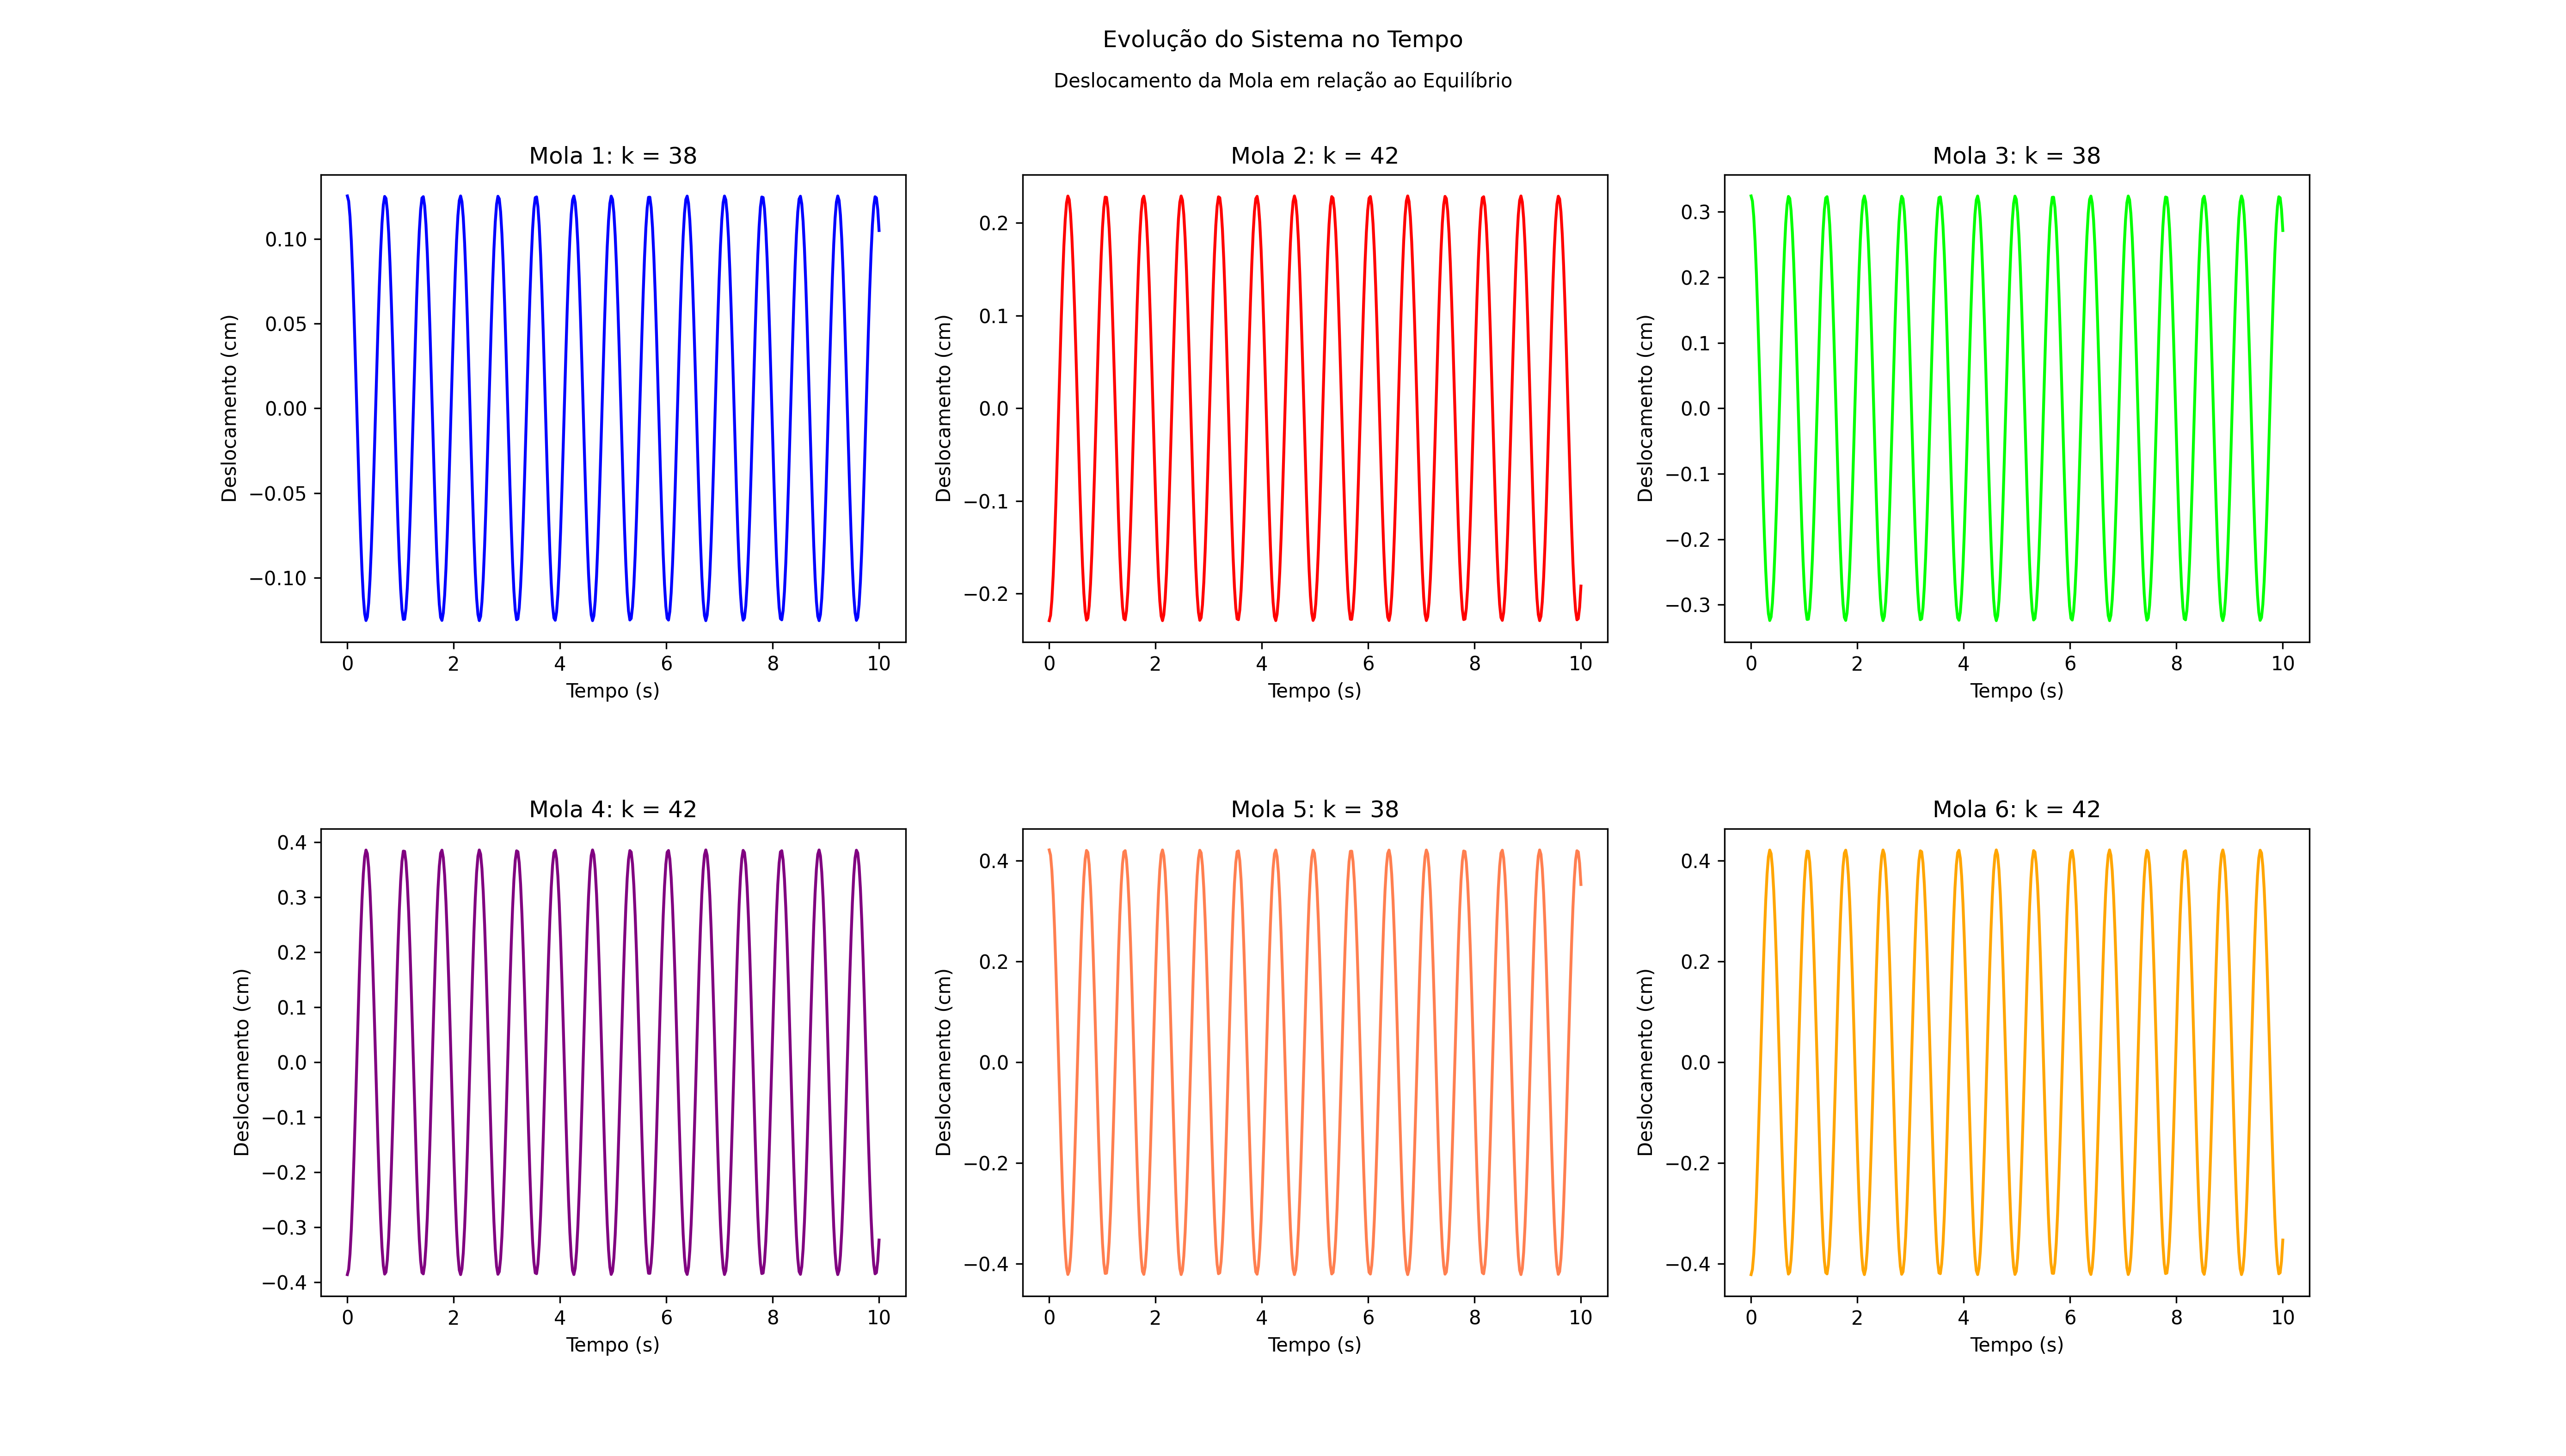 Evolução do Sistema no Tempo
Deslocamento da Mola em relação ao Equilíbrio
Mola 1: k = 38
Deslocamento (cm)
0.10
0.05
0.00
−0.05
−0.10
0 2 4 6 8 10
Tempo (s)
Mola 2: k = 42
Deslocamento (cm)
0.2
0.1
0.0
−0.1
−0.2
0 2 4 6 8 10
Tempo (s)
Mola 3: k = 38
Deslocamento (cm)
0.3
0.2
0.1
0.0
−0.1
−0.2
−0.3
0 2 4 6 8 10
Tempo (s)
Mola 4: k = 42
Deslocamento (cm)
0.4
0.3
0.2
0.1
0.0
−0.1
−0.2
−0.3
−0.4
0 2 4 6 8 10
Tempo (s)
Mola 5: k = 38
Deslocamento (cm)
0.4
0.2
0.0
−0.2
−0.4
0 2 4 6 8 10
Tempo (s)
Mola 6: k = 42
Deslocamento (cm)
0.4
0.2
0.0
−0.2
−0.4
0 2 4 6 8 10
Tempo (s)